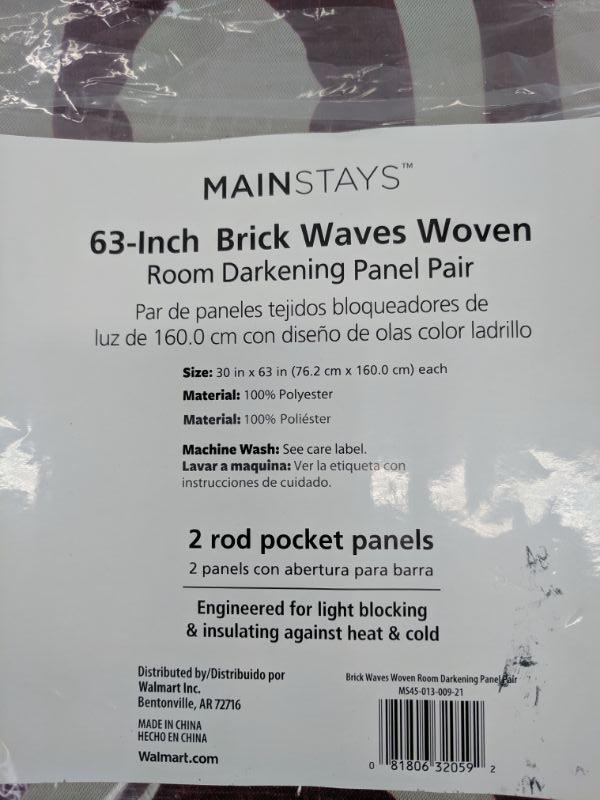 MAINSTAYS™
63-Inch Brick Waves Woven
Room Darkening Panel Pair
Par de paneles tejidos bloqueadores de
luz de 160.0 cm con diseño de olas color ladrillo
Size: 30 in x 63 in (76.2 cm x 160.0 cm) each
Material: 100% Polyester
Material: 100% Poliéster
Machine Wash: See care label.
Lavar a maquina: Ver la etiqueta con
instrucciones de cuidado.
2 rod pocket panels
2 panels con abertura para barra
Engineered for light blocking
& insulating against heat & cold
Distributed by/Distribuido por
Walmart Inc.
Bentonville, AR 72716
MADE IN CHINA
HECHO EN CHINA
Walmart.com
Brick Waves Woven Room Darkening Panel Pair
MS45-013-009-21
0 81806 32059 2